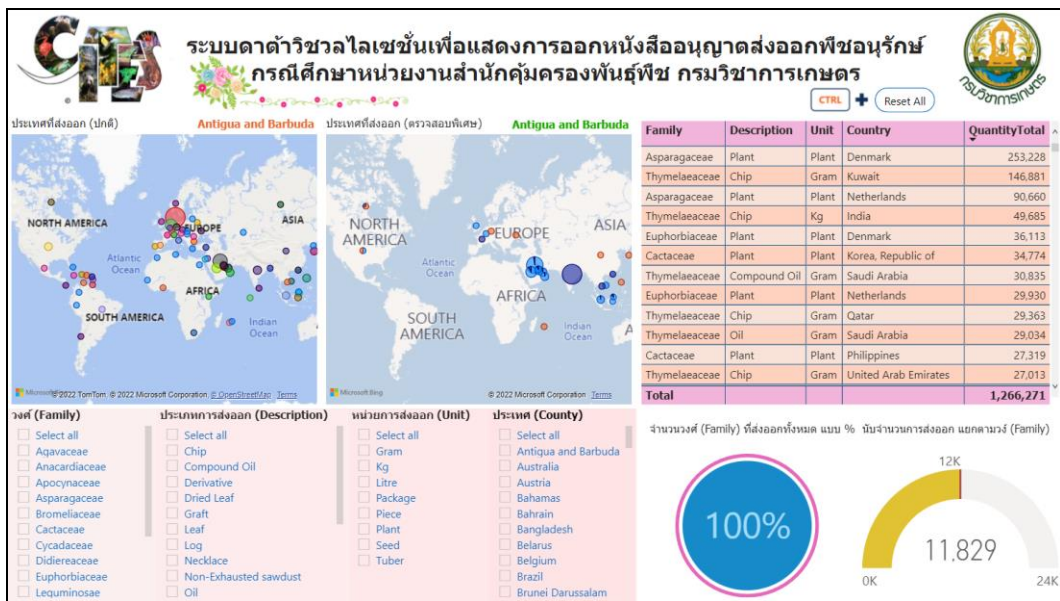 CITES
ระบบดาต้าวิชวลไลเซชั่นเพื่อแสดงการออกหนังสืออนุญาตส่งออกพืชอนุรักษ์
กรณีศึกษาหน่วยงานสำนักคุ้มครองพันธุ์พืช กรมวิชาการเกษตร
กรมวิชาการเกษตร
CTRL + Reset All
ประเทศที่ส่งออก (ปกติ) Antigua and Barbuda
NORTH AMERICA
EUROPE
ASIA
Atlantic
Ocean
AFRICA
SOUTH AMERICA
Indian
Ocean
© 2022 TomTom, © 2022 Microsoft Corporation, © OpenStreetMap Terms
ประเทศที่ส่งออก (ตรวจสอบพิเศษ) Antigua and Barbuda
NORTH
AMERICA
EUROPE
ASIA
Atlantic
Ocean
AFRICA
SOUTH
AMERICA
Indian
Ocean
Microsoft Bing
© 2022 Microsoft Corporation Terms
Family Description Unit Country QuantityTotal
Asparagaceae Plant Plant Denmark 253,228
Thymelaeaceae Chip Gram Kuwait 146,881
Asparagaceae Plant Plant Netherlands 90,660
Thymelaeaceae Chip Kg India 49,685
Euphorbiaceae Plant Plant Denmark 36,113
Cactaceae Plant Plant Korea, Republic of 34,774
Thymelaeaceae Compound Oil Gram Saudi Arabia 30,835
Euphorbiaceae Plant Plant Netherlands 29,930
Thymelaeaceae Chip Gram Qatar 29,363
Thymelaeaceae Oil Gram Saudi Arabia 29,034
Cactaceae Plant Plant Philippines 27,319
Thymelaeaceae Chip Gram United Arab Emirates 27,013
Total 1,266,271
วงศ์ (Family)
Select all
Agavaceae
Anacardiaceae
Apocynaceae
Asparagaceae
Bromeliaceae
Cactaceae
Cycadaceae
Didiereaceae
Euphorbiaceae
Leguminosae
ประเภทการส่งออก (Description)
Select all
Chip
Compound Oil
Derivative
Dried Leaf
Graft
Leaf
Log
Necklace
Non-Exhausted sawdust
Oil
หน่วยการส่งออก (Unit)
Select all
Gram
Kg
Litre
Package
Piece
Plant
Seed
Tuber
ประเทศ (County)
Select all
Antigua and Barbuda
Australia
Austria
Bahamas
Bahrain
Bangladesh
Belarus
Belgium
Brazil
Brunei Darussalam
จำนวนวงศ์ (Family) ที่ส่งออกทั้งหมด แบบ %
100%
นับจำนวนการส่งออก แยกตามวง์ (Family)
12K
11,829
0K
24K